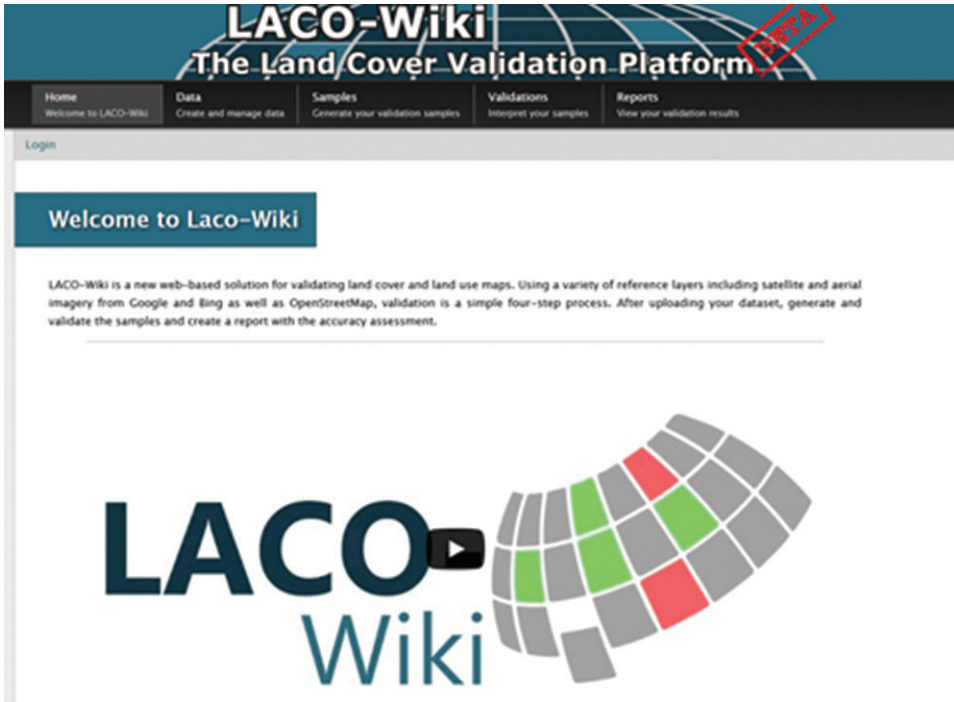 LACO-Wiki
The Land Cover Validation Platform
BETA
Home
Welcome to LACO-Wiki
Data
Create and manage data
Samples
Generate your validation samples
Validations
Interpret your samples
Reports
View your validation results
Login
Welcome to Laco-Wiki
LACO-Wiki is a new web-based solution for validating land cover and land use maps. Using a variety of reference layers including satellite and aerial
imagery from Google and Bing as well as OpenStreetMap, validation is a simple four-step process. After uploading your dataset, generate and
validate the samples and create a report with the accuracy assessment.
LACO-
Wiki